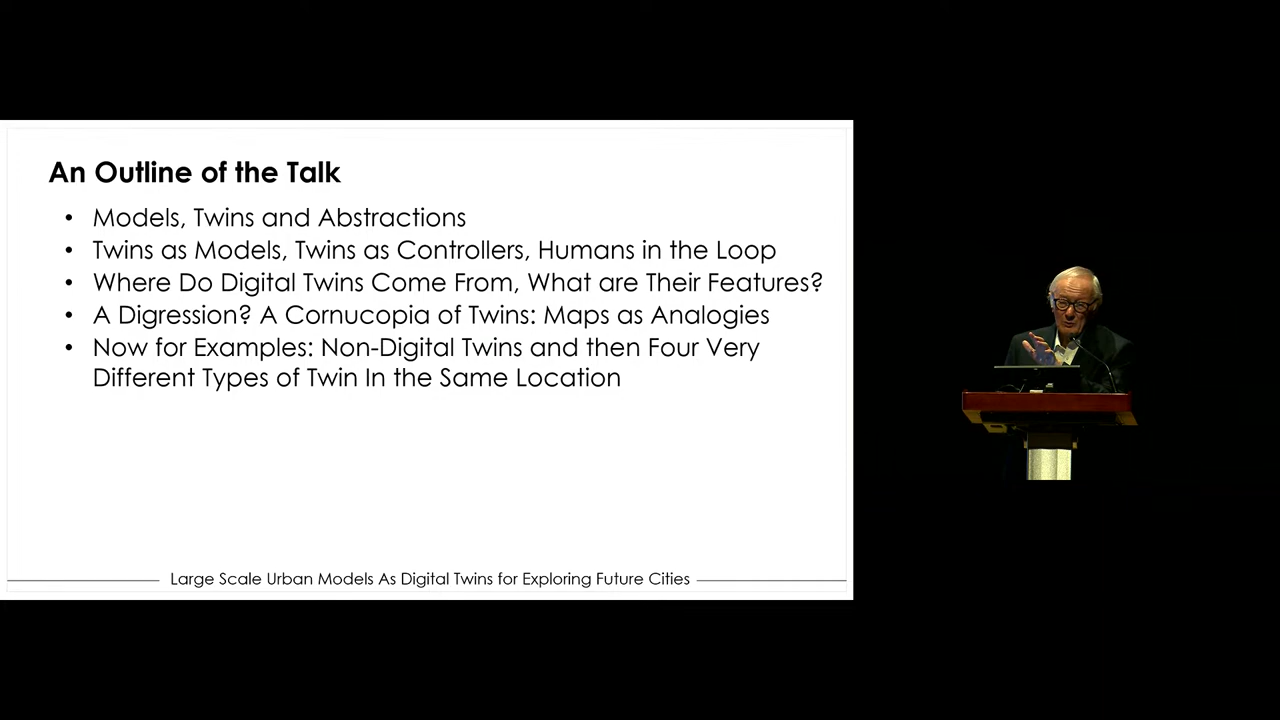 An Outline of the Talk
• Models, Twins and Abstractions
• Twins as Models, Twins as Controllers, Humans in the Loop
• Where Do Digital Twins Come From, What are Their Features?
• A Digression? A Cornucopia of Twins: Maps as Analogies
• Now for Examples: Non-Digital Twins and then Four Very
Different Types of Twin In the Same Location
Large Scale Urban Models As Digital Twins for Exploring Future Cities